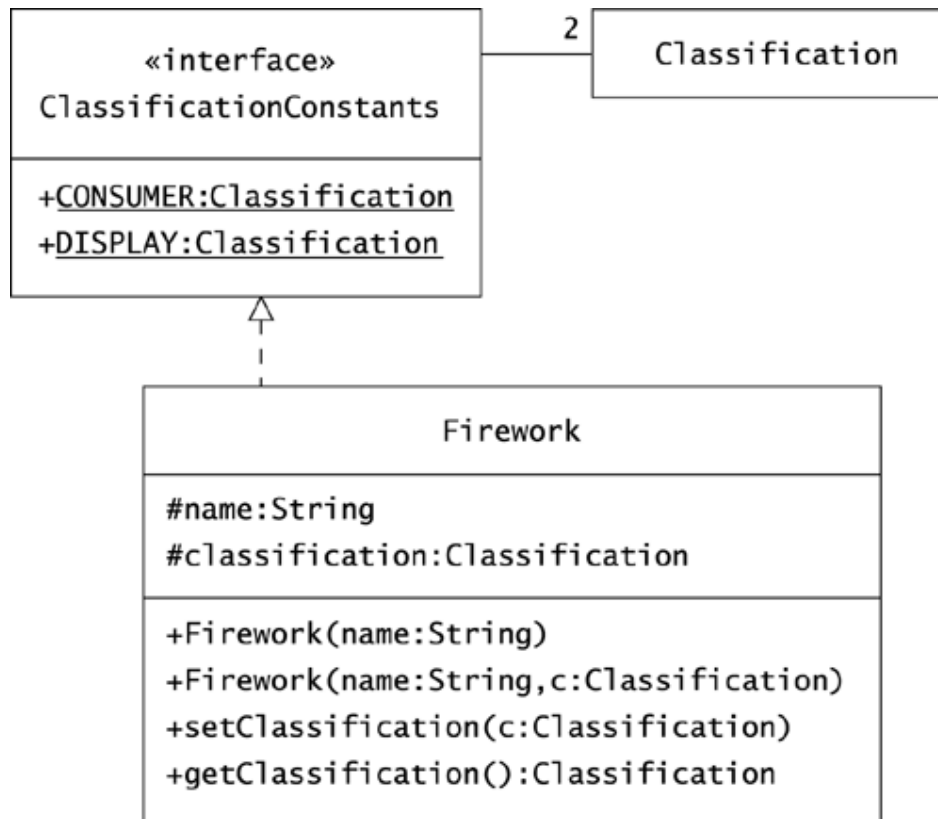 «interface»
ClassificationConstants
+CONSUMER:Classification
+DISPLAY:Classification
2
Classification
Firework
#name:String
#classification:Classification
+Firework(name:String)
+Firework(name:String,c:Classification)
+setClassification(c:Classification)
+getClassification():Classification